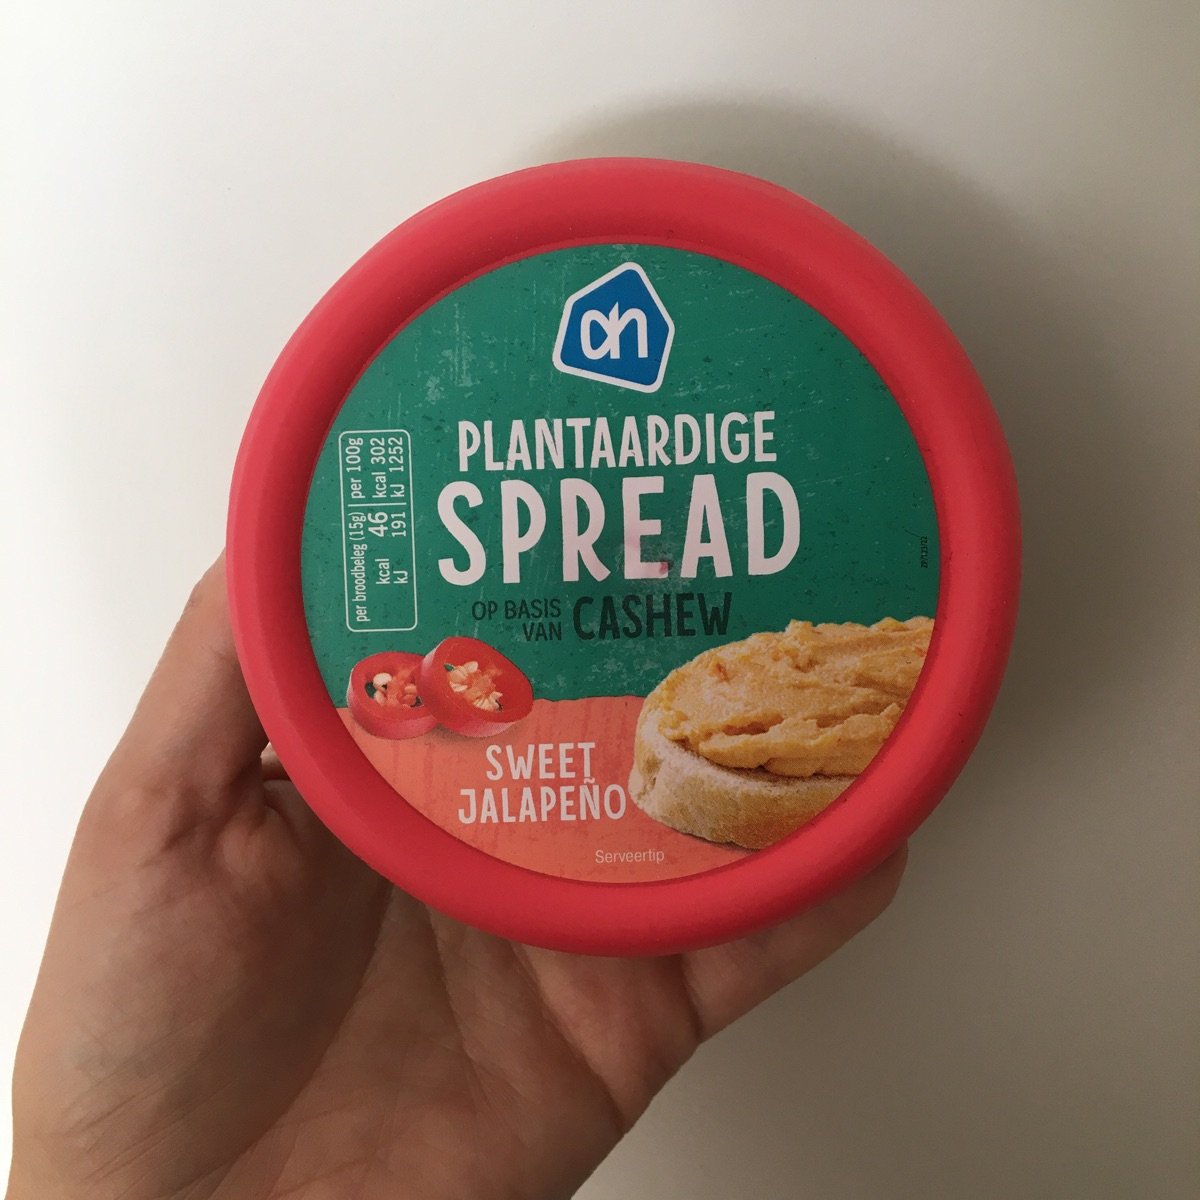 ah
PLANTAARDIGE
SPREAD
OP BASIS
VAN CASHEW
SWEET
JALAPEÑO
Serveertip
per broodbeleg (15g) | per 100g
kcal 46 | kcal 302
kJ 191 | kJ 1252